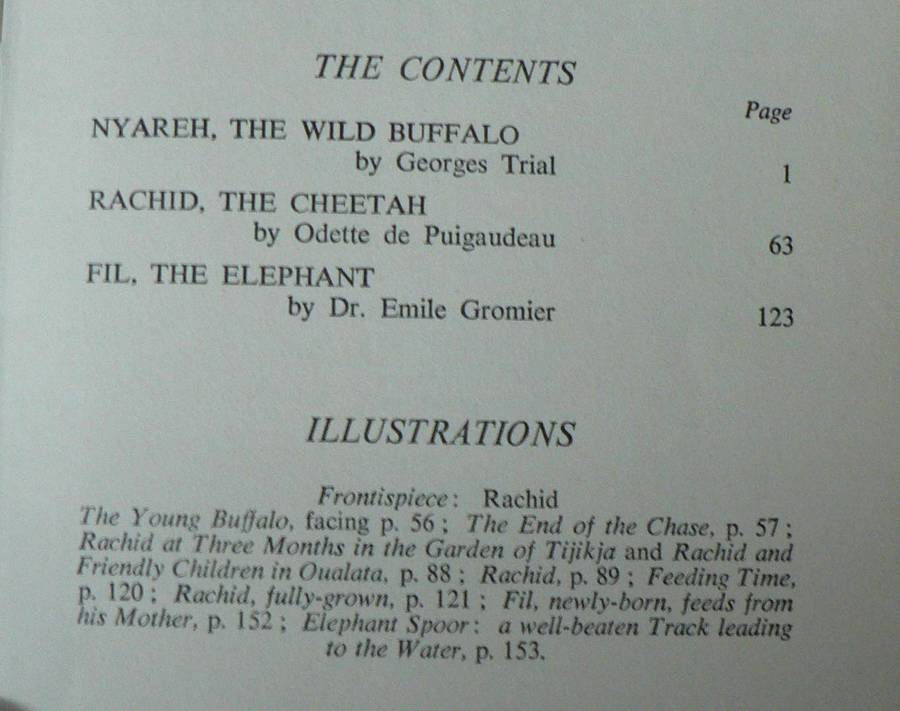 THE CONTENTS
Page
NYAREH, THE WILD BUFFALO
by Georges Trial 1
RACHID, THE CHEETAH
by Odette de Puigaudeau 63
FIL, THE ELEPHANT
by Dr. Emile Gromier 123
ILLUSTRATIONS
Frontispiece: Rachid
The Young Buffalo, facing p. 56; The End of the Chase, p. 57;
Rachid at Three Months in the Garden of Tijikja and Rachid and
Friendly Children in Oualata, p. 88; Rachid, p. 89; Feeding Time,
p. 120; Rachid, fully-grown, p. 121; Fil, newly-born, feeds from
his Mother, p. 152; Elephant Spoor: a well-beaten Track leading
to the Water, p. 153.